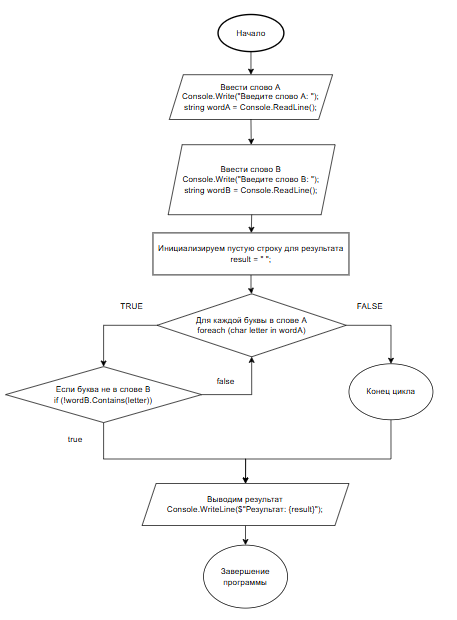 Начало
Ввести слово А
Console.Write("Введите слово А: ");
string wordA = Console.ReadLine();
Ввести слово В
Console.Write("Введите слово В: ");
string wordB = Console.ReadLine();
Инициализируем пустую строку для результата
result = " ";
TRUE
FALSE
Для каждой буквы в слове А
foreach (char letter in wordA)
Если буква не в слове В
if (!wordB.Contains(letter))
false
Конец цикла
true
Выводим результат
Console.WriteLine($"Результат: {result}");
Завершение
программы